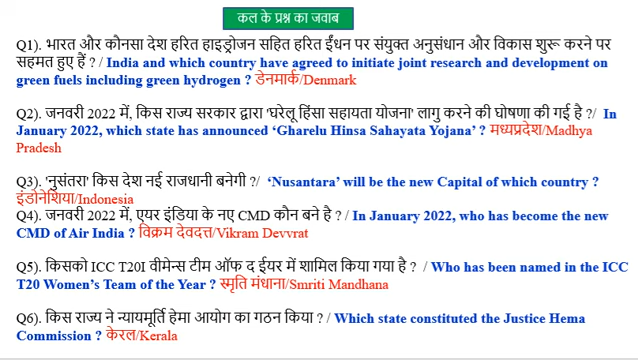 कल के प्रश्न का जवाब
Q1). भारत और कौनसा देश हरित हाइड्रोजन सहित हरित ईंधन पर संयुक्त अनुसंधान और विकास शुरू करने पर
सहमत हुए हैं ? / India and which country have agreed to initiate joint research and development on
green fuels including green hydrogen ? डेनमार्क/Denmark
Q2). जनवरी 2022 में, किस राज्य सरकार द्वारा 'घरेलू हिंसा सहायता योजना' लागु करने की घोषणा की गई है ?/ In
January 2022, which state has announced ‘Gharelu Hinsa Sahayata Yojana’ ? मध्यप्रदेश/Madhya
Pradesh
Q3). 'नुसंतरा' किस देश नई राजधानी बनेगी ?/ ‘Nusantara’ will be the new Capital of which country ?
इंडोनेशिया/Indonesia
Q4). जनवरी 2022 में, एयर इंडिया के नए CMD कौन बने है ? / In January 2022, who has become the new
CMD of Air India ? विक्रम देवदत्त/Vikram Devvrat
Q5). किसको ICC T20I वीमेन्स टीम ऑफ द ईयर में शामिल किया गया है ? / Who has been named in the ICC
T20 Women’s Team of the Year ? स्मृति मंधाना/Smriti Mandhana
Q6). किस राज्य ने न्यायमूर्ति हेमा आयोग का गठन किया ? / Which state constituted the Justice Hema
Commission ? केरल/Kerala